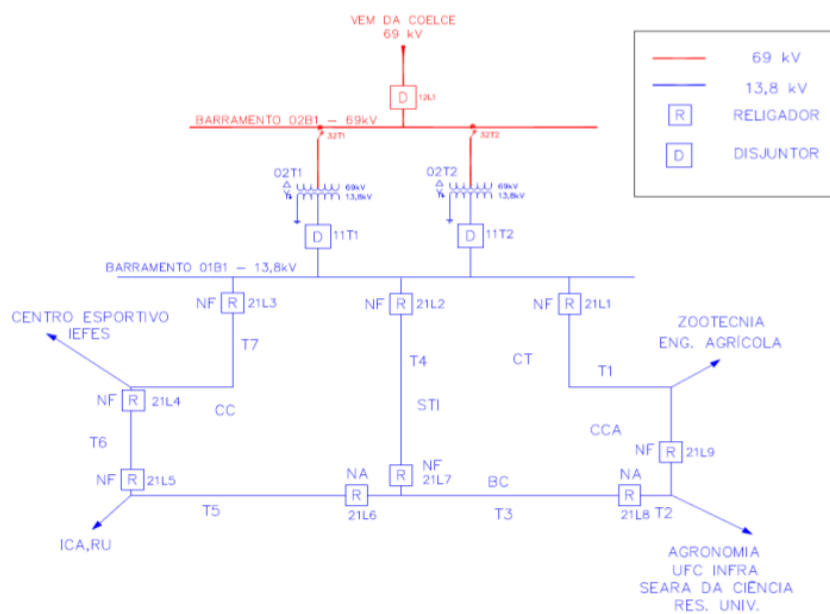 VEM DA COELCE
69 kV
D
12L1
BARRAMENTO 02B1 – 69kV
32T1
32T2
69 kV
13,8 kV
R
RELIGADOR
D
DISJUNTOR
02T1
69kV
13,8kV
02T2
69kV
13,8kV
D
11T1
D
11T2
BARRAMENTO 01B1 – 13,8kV
NF
R
21L3
NF
R
21L2
NF
R
21L1
CENTRO ESPORTIVO
IEFES
ZOOTECNIA
ENG. AGRÍCOLA
T7
T4
CT
T1
NF
R
21L4
CC
STI
CCA
T6
NF
R
21L9
NF
R
21L5
NA
R
21L6
NF
R
21L7
BC
NA
R
21L8
T5
T3
T2
ICA,RU
AGRONOMIA
UFC INFRA
SEARA DA CIÊNCIA
RES. UNIV.